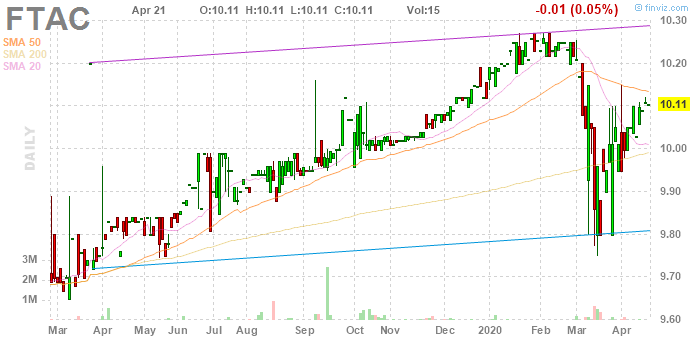 FTAC
Apr 21 O:10.11 H:10.11 L:10.11 C:10.11 Vol:15 -0.01 (0.05%)
© finviz.com
SMA 50
SMA 200
SMA 20
DAILY
10.30
10.20
10.11
10.00
9.90
9.80
9.70
9.60
3M
2M
1M
Mar Apr May Jun Jul Aug Sep Oct Nov Dec 2020 Feb Mar Apr